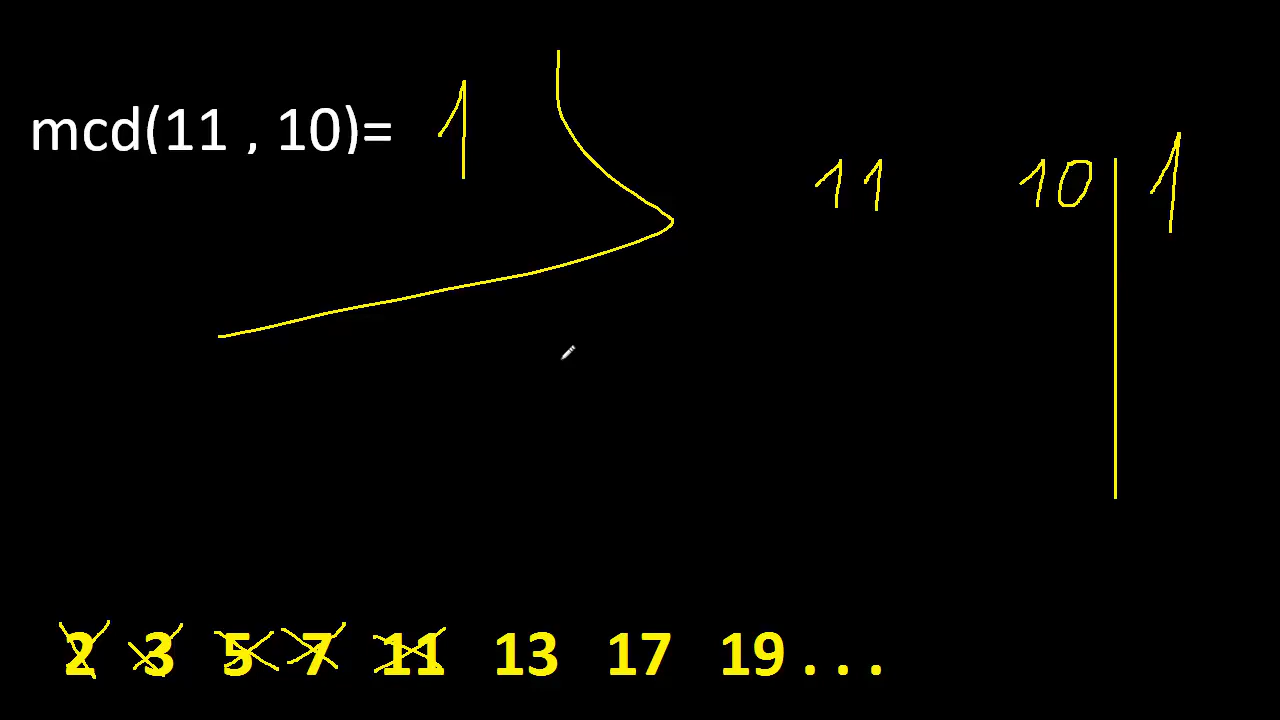 mcd(11 , 10)= 1
11 10 | 1
2 3 5 7 11 13 17 19 . . .